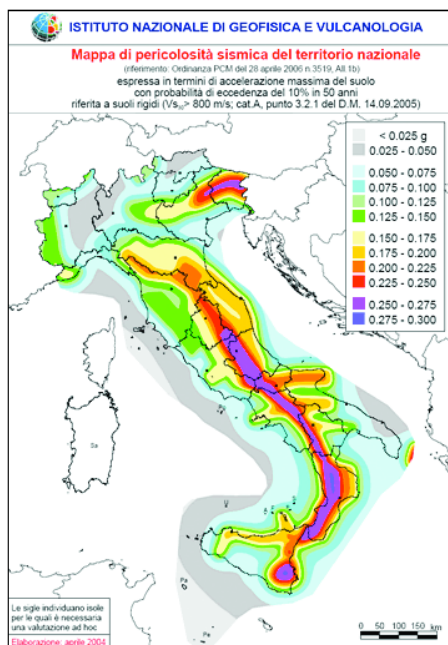 ISTITUTO NAZIONALE DI GEOFISICA E VULCANOLOGIA
Mappa di pericolosità sismica del territorio nazionale
(riferimento: Ordinanza PCM del 28 aprile 2006 n.3519, All.1b)
espressa in termini di accelerazione massima del suolo
con probabilità di eccedenza del 10% in 50 anni
riferita a suoli rigidi (Vs30> 800 m/s; cat.A, punto 3.2.1 del D.M. 14.09.2005)
< 0.025 g
0.025 - 0.050
0.050 - 0.075
0.075 - 0.100
0.100 - 0.125
0.125 - 0.150
0.150 - 0.175
0.175 - 0.200
0.200 - 0.225
0.225 - 0.250
0.250 - 0.275
0.275 - 0.300
Sa
U
Pa
Pe
Le sigle individuano isole
per le quali è necessaria
una valutazione ad hoc
Elaborazione: aprile 2004
0 50 100 150
km